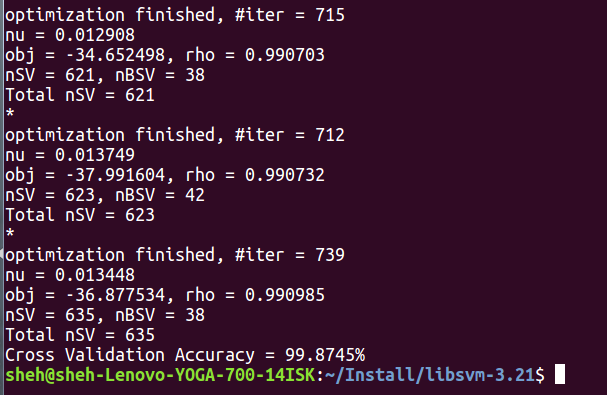 optimization finished, #iter = 715
nu = 0.012908
obj = -34.652498, rho = 0.990703
nSV = 621, nBSV = 38
Total nSV = 621
*
optimization finished, #iter = 712
nu = 0.013749
obj = -37.991604, rho = 0.990732
nSV = 623, nBSV = 42
Total nSV = 623
*
optimization finished, #iter = 739
nu = 0.013448
obj = -36.877534, rho = 0.990985
nSV = 635, nBSV = 38
Total nSV = 635
Cross Validation Accuracy = 99.8745%
sheh@sheh-Lenovo-YOGA-700-14ISK:~/Install/libsvm-3.21$